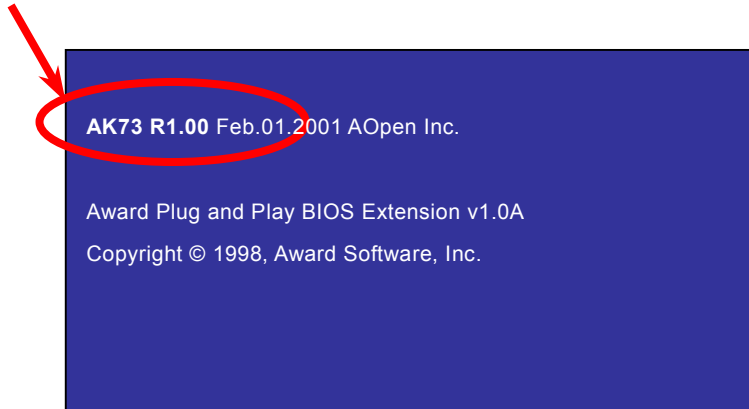 AK73 R1.00 Feb.01.2001 AOpen Inc.
Award Plug and Play BIOS Extension v1.0A
Copyright © 1998, Award Software, Inc.